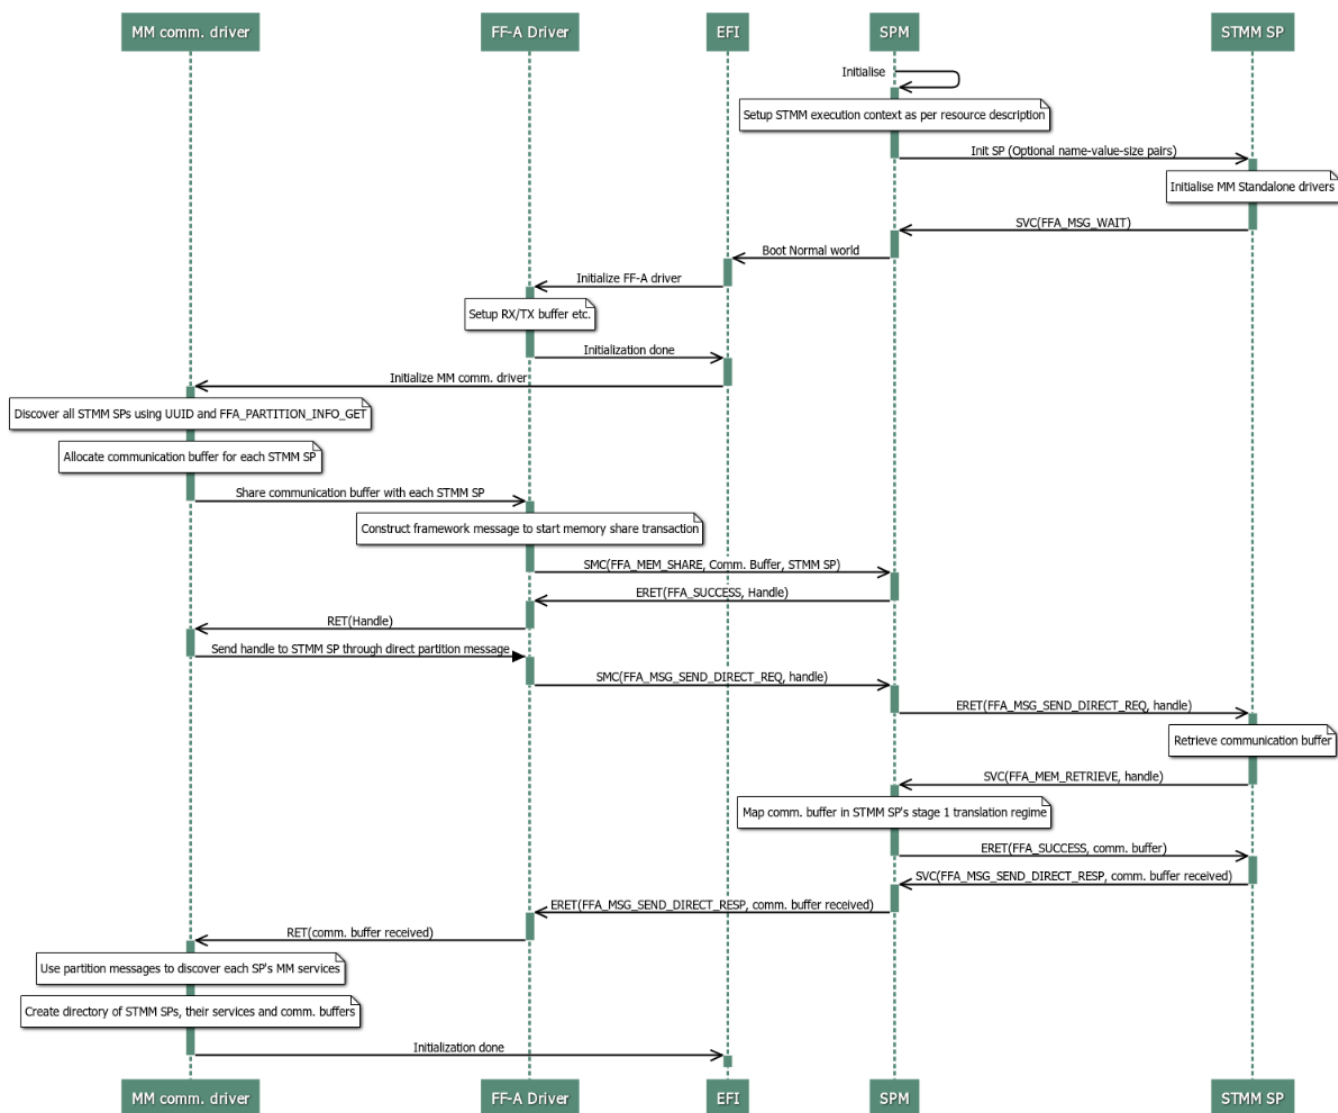 MM comm. driver
FF-A Driver
EFI
SPM
STMM SP
Initialise
Setup STMM execution context as per resource description
Init SP (Optional name-value-size pairs)
Initialise MM Standalone drivers
SVC(FFA_MSG_WAIT)
Boot Normal world
Initialize FF-A driver
Setup RX/TX buffer etc.
Initialization done
Initialize MM comm. driver
Discover all STMM SPs using UUID and FFA_PARTITION_INFO_GET
Allocate communication buffer for each STMM SP
Share communication buffer with each STMM SP
Construct framework message to start memory share transaction
SMC(FFA_MEM_SHARE, Comm. Buffer, STMM SP)
ERET(FFA_SUCCESS, Handle)
RET(Handle)
Send handle to STMM SP through direct partition message
SMC(FFA_MSG_SEND_DIRECT_REQ, handle)
ERET(FFA_MSG_SEND_DIRECT_REQ, handle)
Retrieve communication buffer
SVC(FFA_MEM_RETRIEVE, handle)
Map comm. buffer in STMM SP's stage 1 translation regime
ERET(FFA_SUCCESS, comm. buffer)
SVC(FFA_MSG_SEND_DIRECT_RESP, comm. buffer received)
ERET(FFA_MSG_SEND_DIRECT_RESP, comm. buffer received)
RET(comm. buffer received)
Use partition messages to discover each SP's MM services
Create directory of STMM SPs, their services and comm. buffers
Initialization done
MM comm. driver
FF-A Driver
EFI
SPM
STMM SP